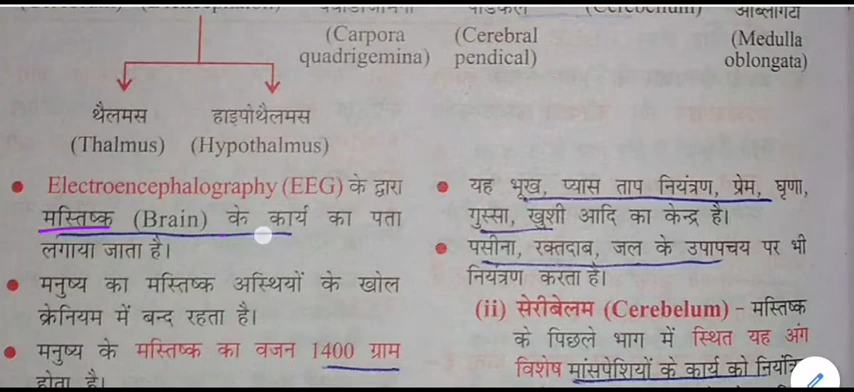 (Carpora
quadrigemina)
(Cerebral
pendical)
(Medulla
oblongata)
थैलमस
(Thalmus)
हाइपोथैलमस
(Hypothalmus)
● Electroencephalography (EEG) के द्वारा
मस्तिष्क (Brain) के कार्य का पता
लगाया जाता है।
● मनुष्य का मस्तिष्क अस्थियों के खोल
क्रेनियम में बन्द रहता है।
● मनुष्य के मस्तिष्क का वजन 1400 ग्राम
होता है।
● यह भूख, प्यास ताप नियंत्रण, प्रेम, घृणा,
गुस्सा, खुशी आदि का केन्द्र है।
● पसीना, रक्तदाब, जल के उपापचय पर भी
नियंत्रण करता है।
(ii) सेरीबेलम (Cerebelum) – मस्तिष्क
के पिछले भाग में स्थित यह अंग
विशेष मांसपेशियों के कार्य को